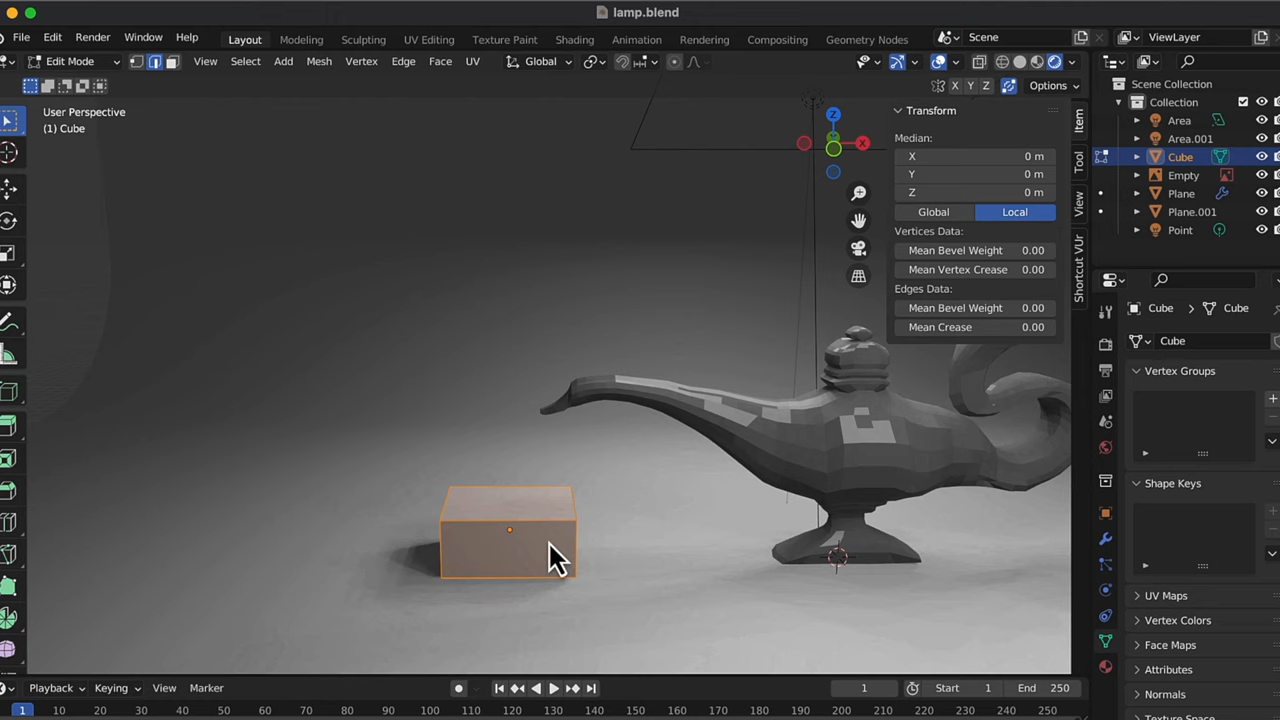 lamp.blend
File Edit Render Window Help Layout Modeling Sculpting UV Editing Texture Paint Shading Animation Rendering Compositing Geometry Nodes Scene ViewLayer
Edit Mode View Select Add Mesh Vertex Edge Face UV Global
X Y Z Options
User Perspective
(1) Cube
Transform
Median:
X 0 m
Y 0 m
Z 0 m
Global Local
Vertices Data:
Mean Bevel Weight 0.00
Mean Vertex Crease 0.00
Edges Data:
Mean Bevel Weight 0.00
Mean Crease 0.00
Z
X
Item
Tool
View
Shortcut VUr
Scene Collection
Collection
Area
Area.001
Cube
Empty
Plane
Plane.001
Point
Cube Cube
Cube
Vertex Groups
Shape Keys
UV Maps
Vertex Colors
Face Maps
Attributes
Normals
Texture Space
Playback Keying View Marker 1 Start 1 End 250
1 10 20 30 40 50 60 70 80 90 100 110 120 130 140 150 160 170 180 190 200 210 220 230 240 250